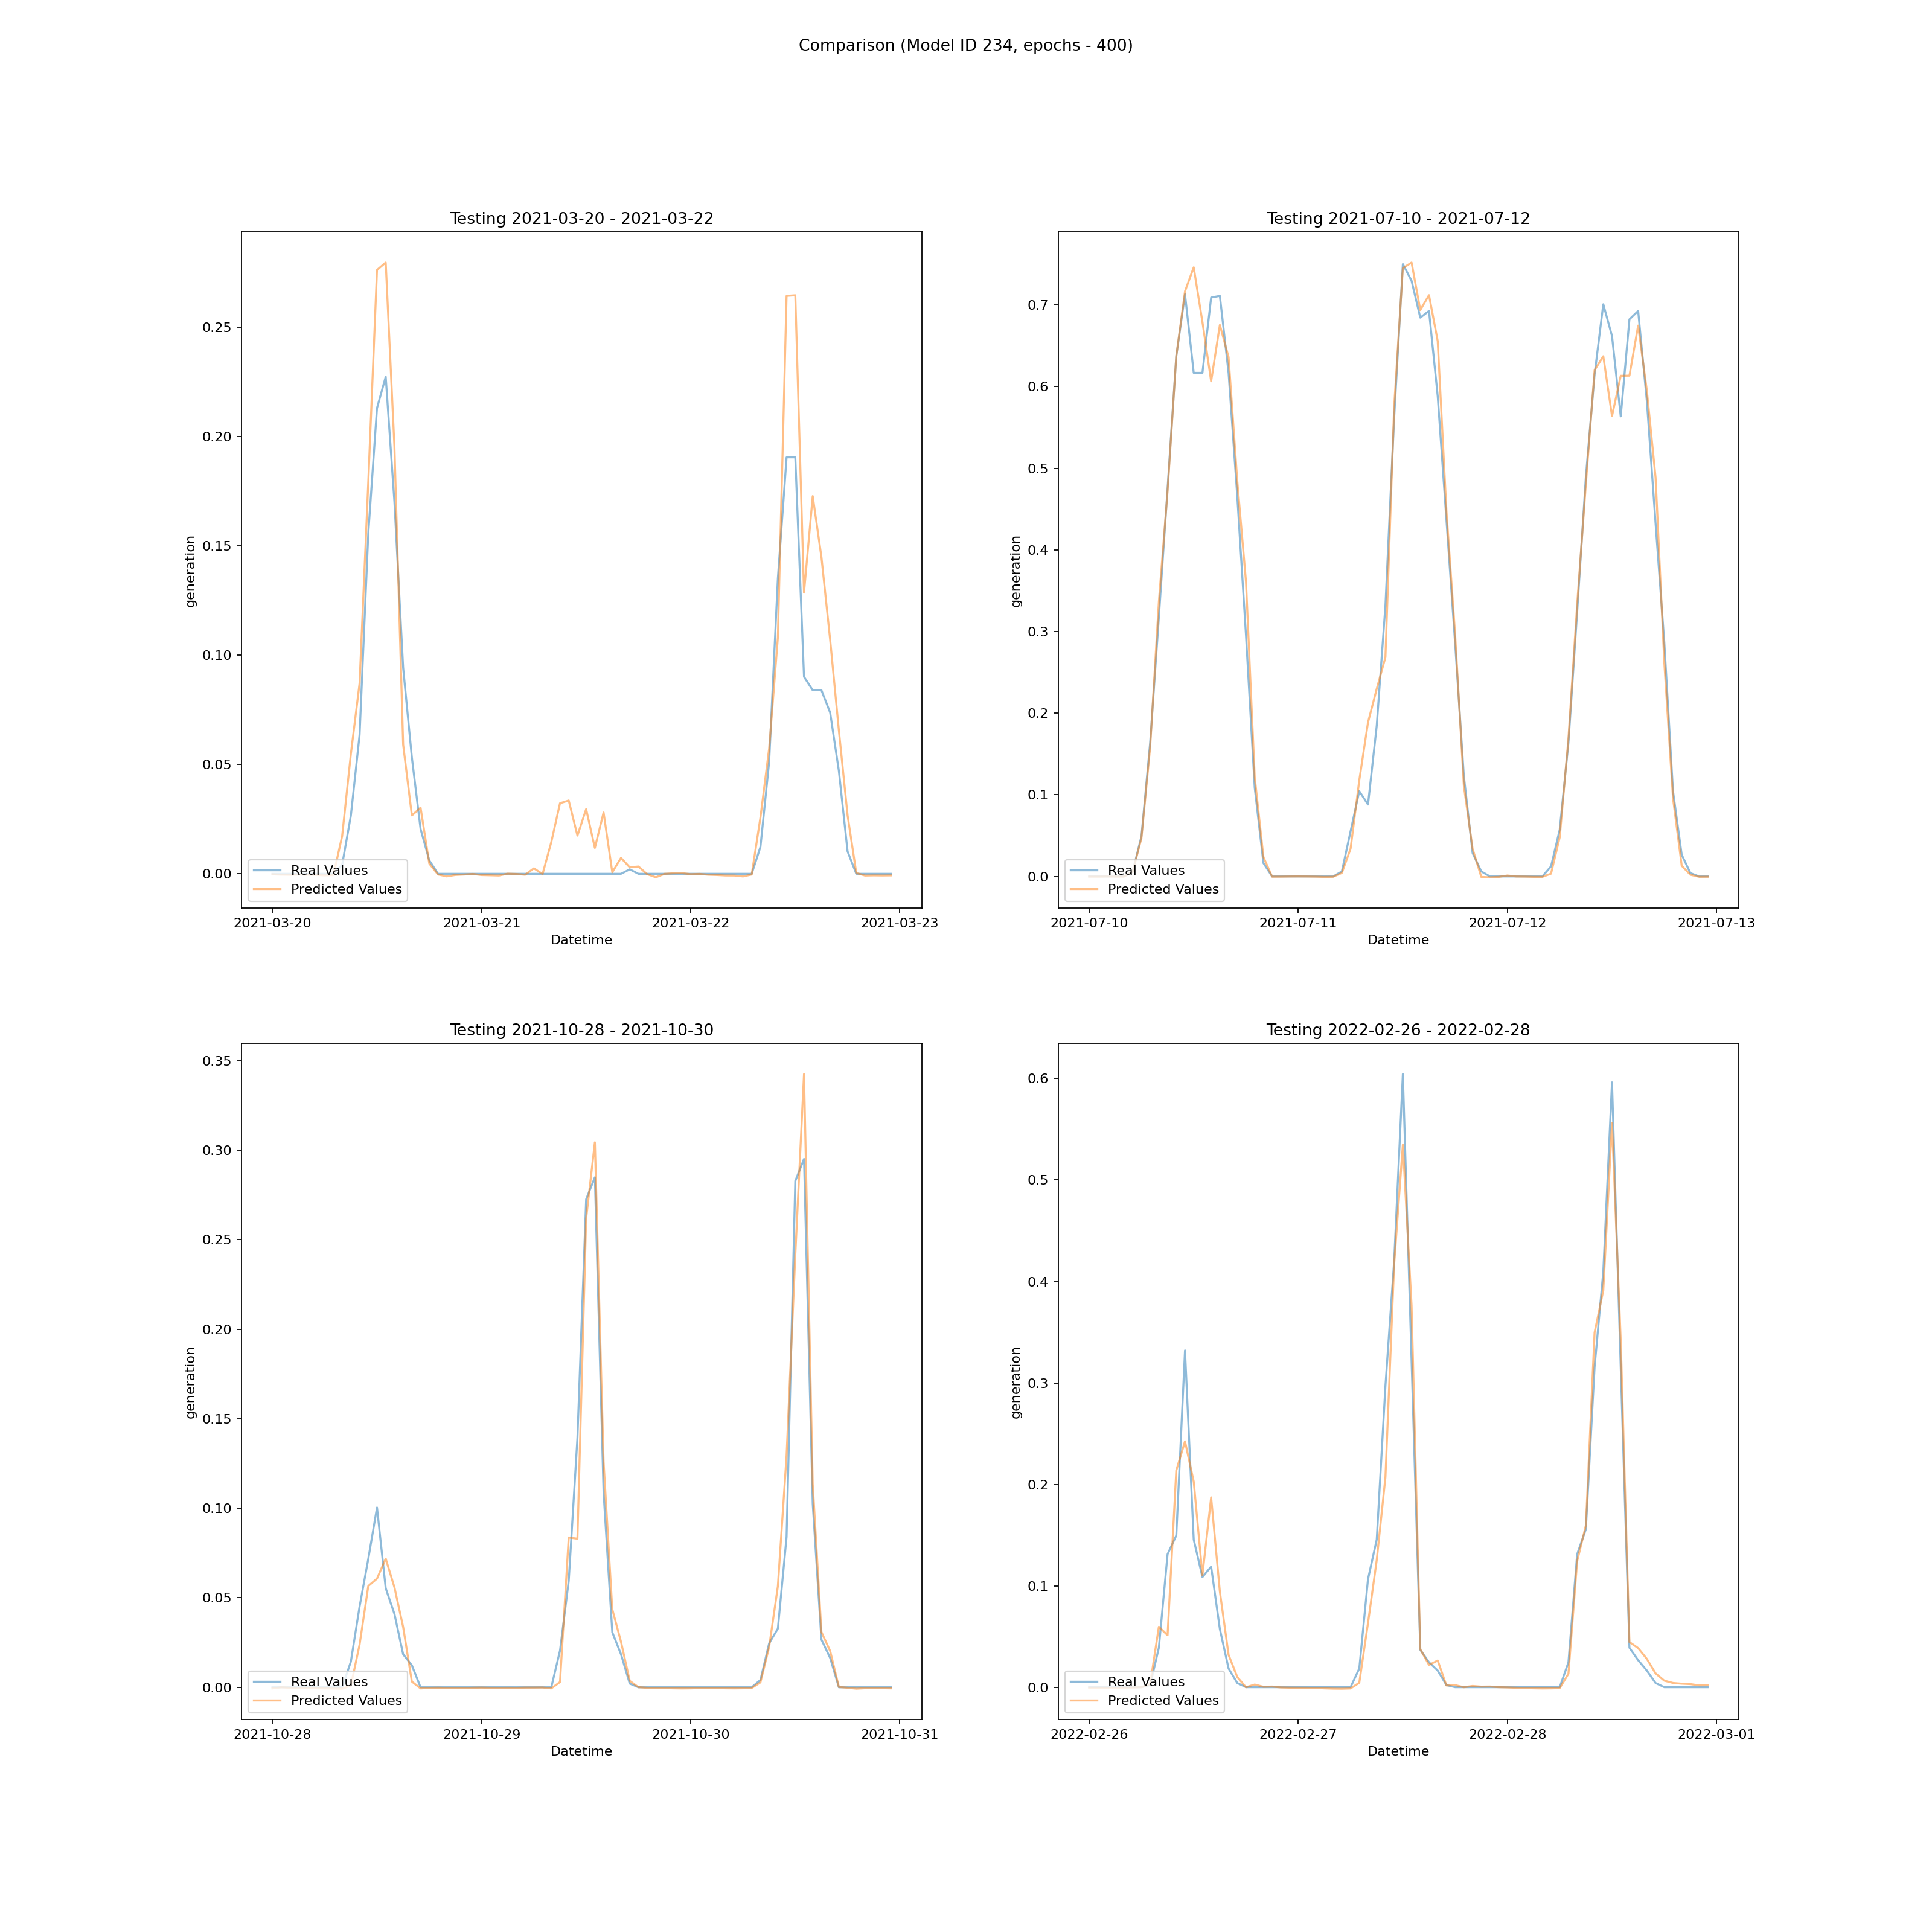 Comparison (Model ID 234, epochs - 400)
Testing 2021-03-20 - 2021-03-22
generation
0.25
0.20
0.15
0.10
0.05
0.00
Real Values
Predicted Values
2021-03-20
2021-03-21
2021-03-22
2021-03-23
Datetime
Testing 2021-07-10 - 2021-07-12
generation
0.7
0.6
0.5
0.4
0.3
0.2
0.1
0.0
Real Values
Predicted Values
2021-07-10
2021-07-11
2021-07-12
2021-07-13
Datetime
Testing 2021-10-28 - 2021-10-30
generation
0.35
0.30
0.25
0.20
0.15
0.10
0.05
0.00
Real Values
Predicted Values
2021-10-28
2021-10-29
2021-10-30
2021-10-31
Datetime
Testing 2022-02-26 - 2022-02-28
generation
0.6
0.5
0.4
0.3
0.2
0.1
0.0
Real Values
Predicted Values
2022-02-26
2022-02-27
2022-02-28
2022-03-01
Datetime